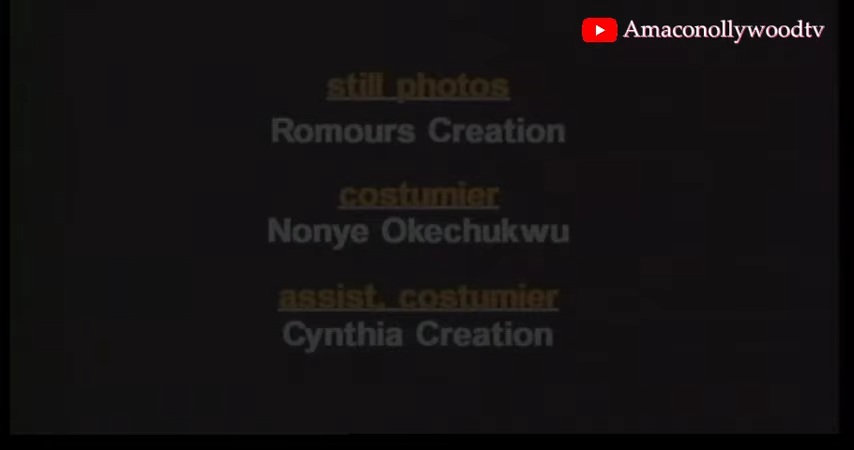 Amaconollywoodtv
still photos
Romours Creation
costumier
Nonye Okechukwu
assist. costumier
Cynthia Creation